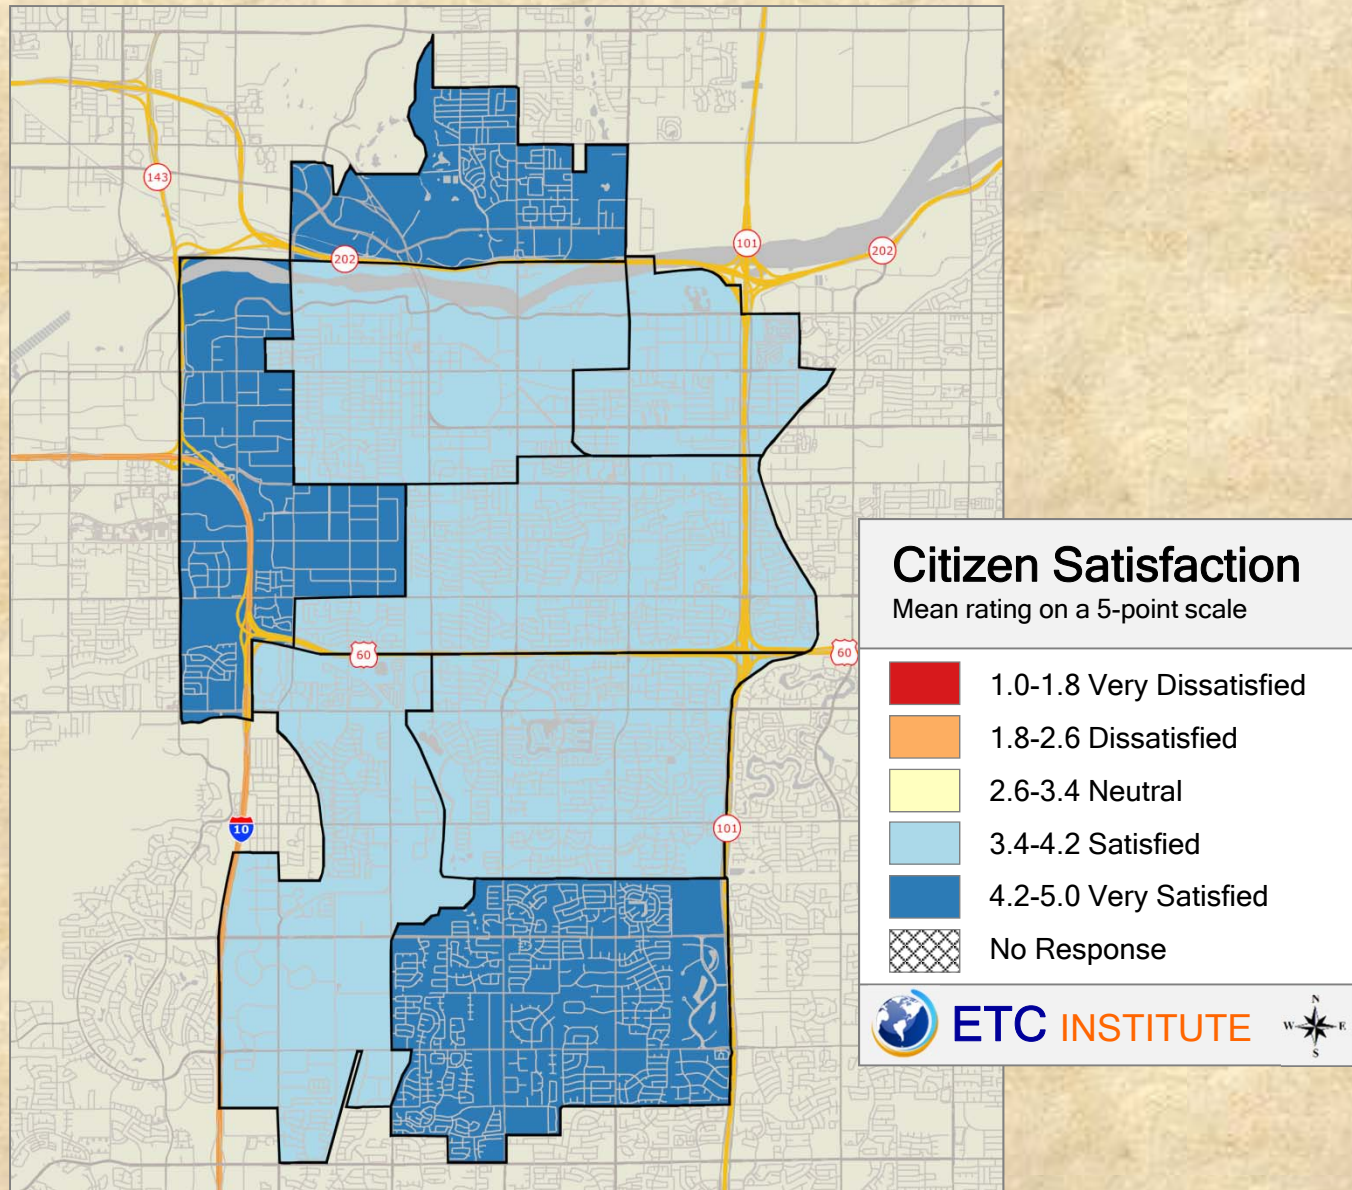 143
202
101
202
Citizen Satisfaction
Mean rating on a 5-point scale
60
60
1.0-1.8 Very Dissatisfied
1.8-2.6 Dissatisfied
2.6-3.4 Neutral
10
101
3.4-4.2 Satisfied
4.2-5.0 Very Satisfied
No Response
ETC INSTITUTE
N
W E
S